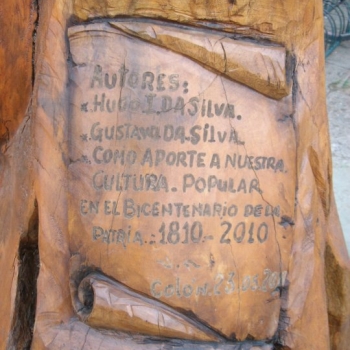 AUTORES:
HUGO I. DA SILVA.
GUSTAVO DA-SILVA.
COMO APORTE A NUESTRA.
CULTURA. POPULAR
EN EL BICENTENARIO DE LA
PATRIA. 1810 - 2010
Colon